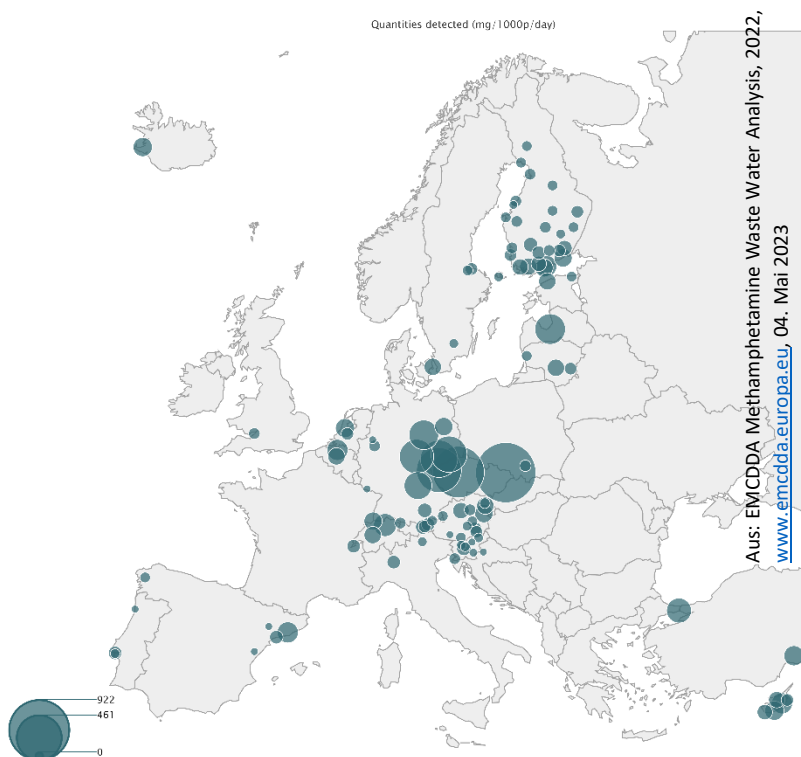 Quantities detected (mg/1000p/day)
Aus: EMCDDA Methamphetamine Waste Water Analysis, 2022,
www.emcdda.europa.eu, 04. Mai 2023
922
461
0